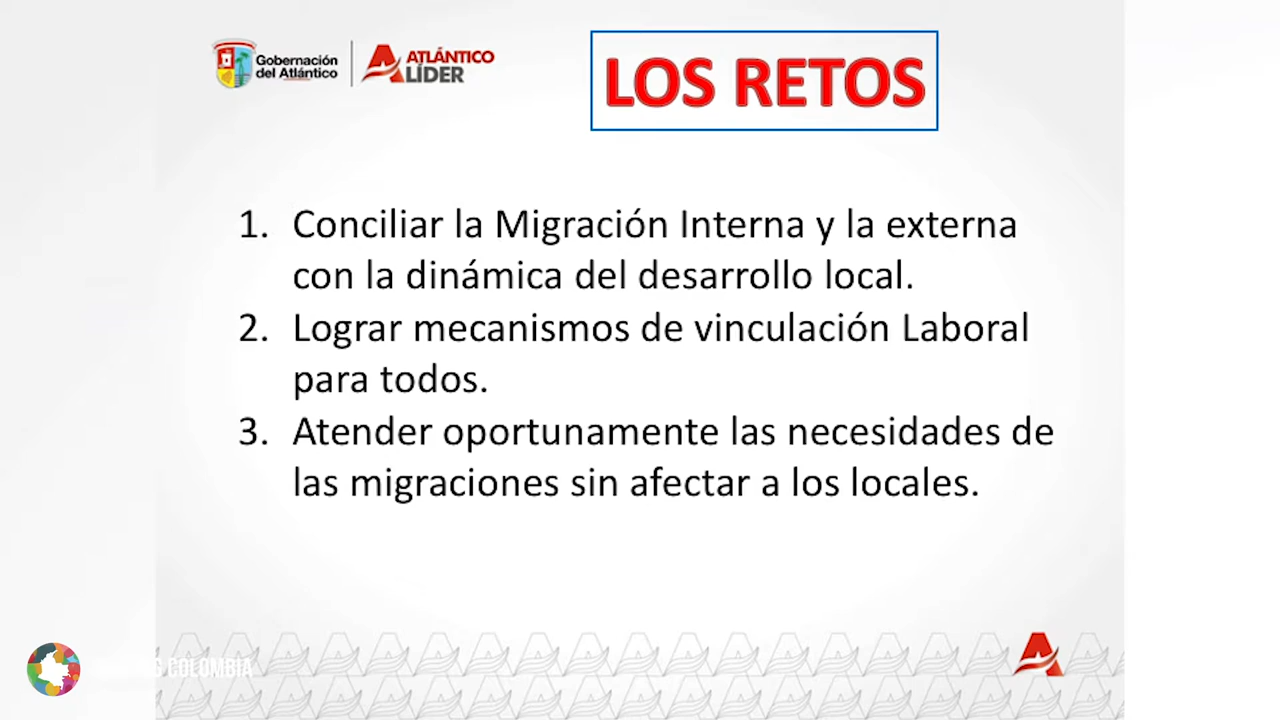 Gobernación
del Atlántico
ATLÁNTICO
LÍDER
LOS RETOS
1. Conciliar la Migración Interna y la externa
con la dinámica del desarrollo local.
2. Lograr mecanismos de vinculación Laboral
para todos.
3. Atender oportunamente las necesidades de
las migraciones sin afectar a los locales.
COLOMBIA